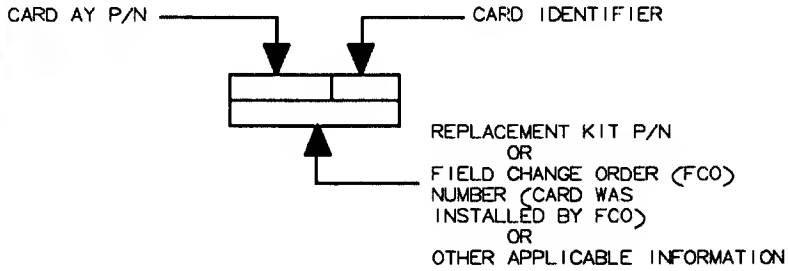 CARD AY P/N
CARD IDENTIFIER
REPLACEMENT KIT P/N
OR
FIELD CHANGE ORDER (FCO)
NUMBER (CARD WAS
INSTALLED BY FCO)
OR
OTHER APPLICABLE INFORMATION